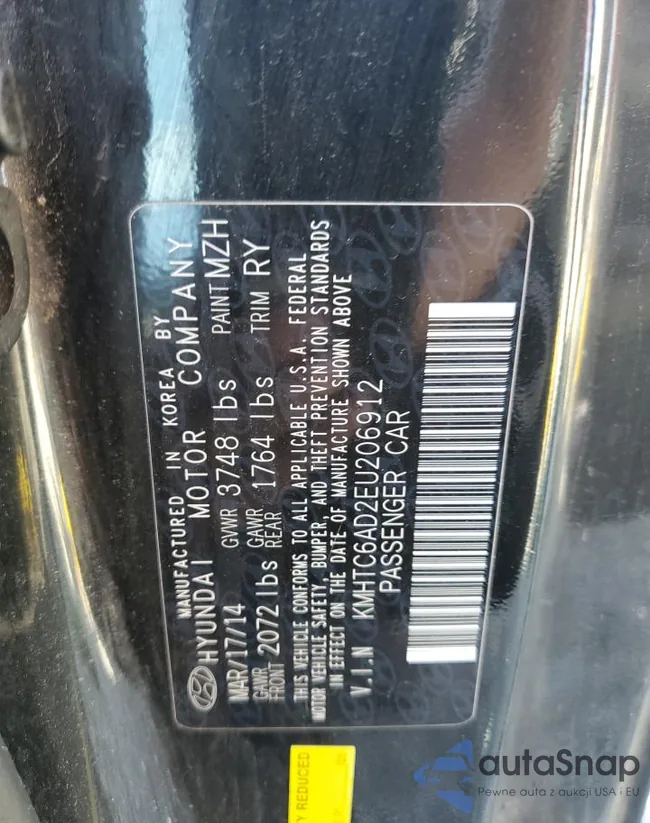 MANUFACTURED IN KOREA BY
HYUNDAI MOTOR COMPANY
MAR/17/14 GVWR 3748 lbs PAINT MZH
GAWR FRONT 2072 lbs GAWR REAR 1764 lbs TRIM RY
THIS VEHICLE CONFORMS TO ALL APPLICABLE U.S.A. FEDERAL
MOTOR VEHICLE SAFETY, BUMPER, AND THEFT PREVENTION STANDARDS
IN EFFECT ON THE DATE OF MANUFACTURE SHOWN ABOVE
V.I.N KMHTC6AD2EU206912
PASSENGER CAR
Y REDUCED
autoSnap
Pewne auta z aukcji USA i EU